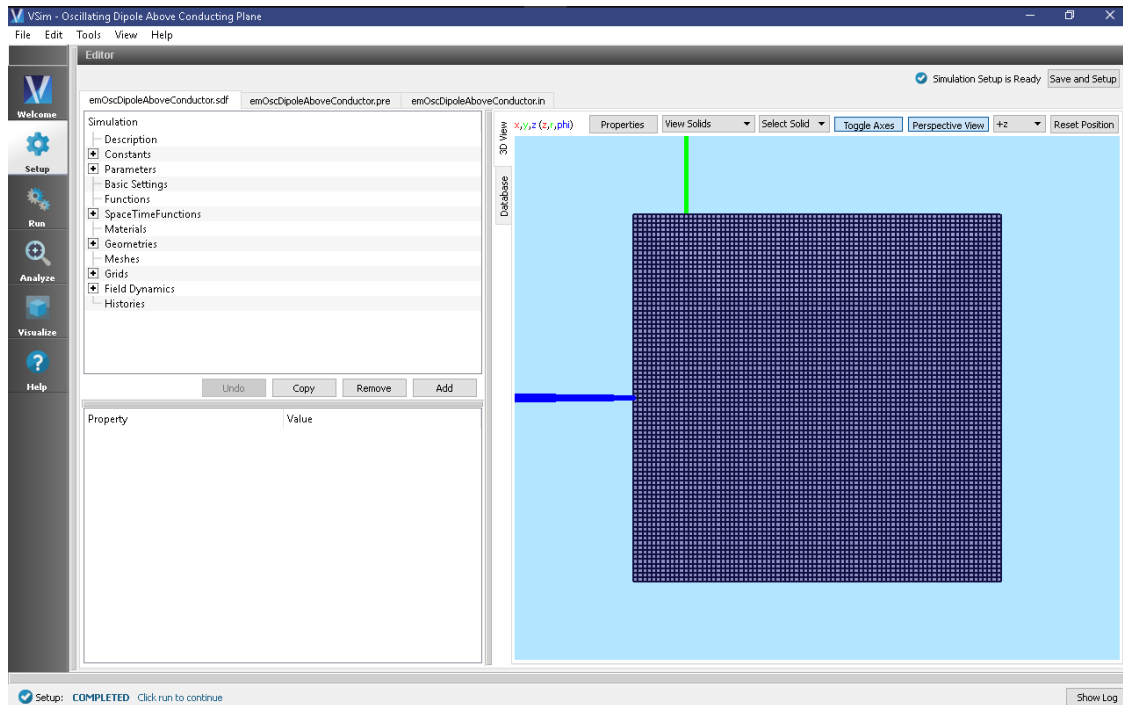 VSim - Oscillating Dipole Above Conducting Plane
File Edit Tools View Help
Editor
Simulation Setup is Ready Save and Setup
emOscDipoleAboveConductor.sdf emOscDipoleAboveConductor.pre emOscDipoleAboveConductor.in
Welcome
Setup
Run
Analyze
Visualize
Help
Simulation
Description
Constants
Parameters
Basic Settings
Functions
SpaceTimeFunctions
Materials
Geometries
Meshes
Grids
Field Dynamics
Histories
Undo Copy Remove Add
Property Value
3D View
Database
x,y,z (z,r,phi) Properties View Solids Select Solid Toggle Axes Perspective View +z Reset Position
Setup: COMPLETED Click run to continue
Show Log